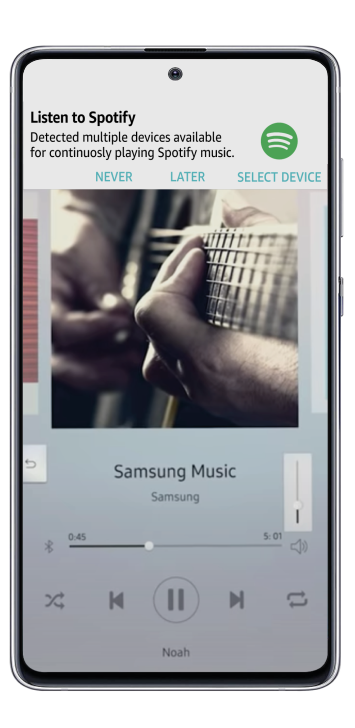 Listen to Spotify
Detected multiple devices available
for continuosly playing Spotify music.
NEVER LATER SELECT DEVICE
Samsung Music
Samsung
0:45 5: 01
Noah